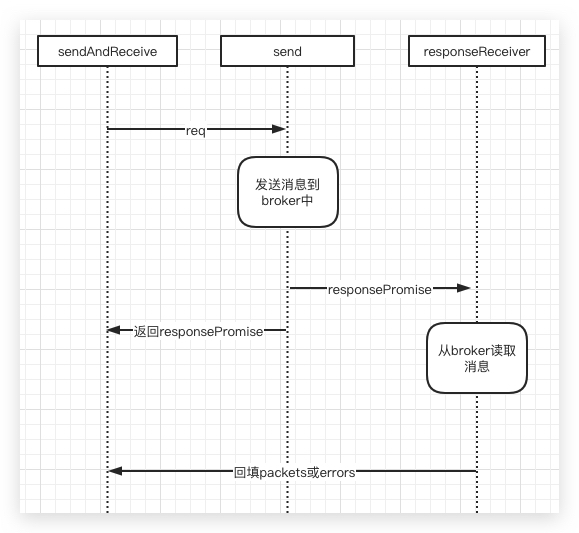 sendAndReceive
send
responseReceiver
req
发送消息到
broker中
responsePromise
返回responsePromise
从broker读取
消息
回填packets或errors